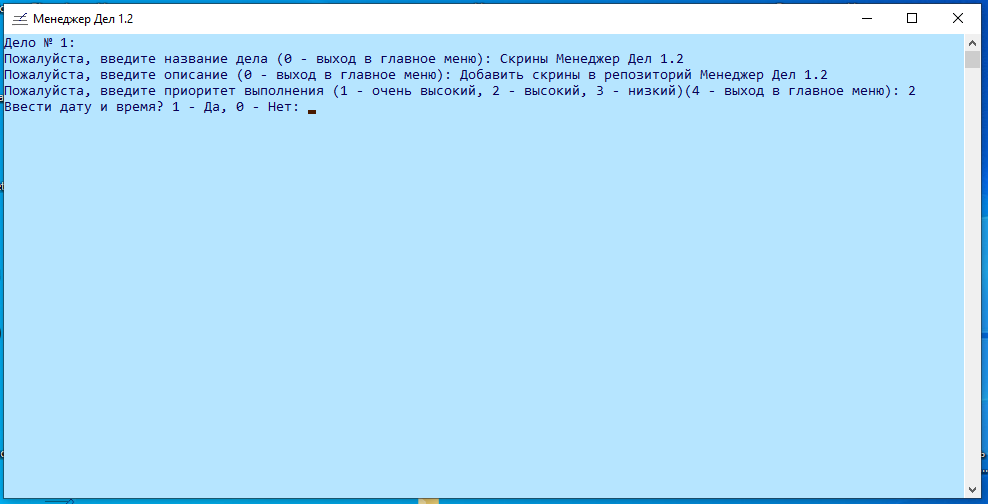 Менеджер Дел 1.2
Дело № 1:
Пожалуйста, введите название дела (0 - выход в главное меню): Скрины Менеджер Дел 1.2
Пожалуйста, введите описание (0 - выход в главное меню): Добавить скрины в репозиторий Менеджер Дел 1.2
Пожалуйста, введите приоритет выполнения (1 - очень высокий, 2 - высокий, 3 - низкий)(4 - выход в главное меню): 2
Ввести дату и время? 1 - Да, 0 - Нет: